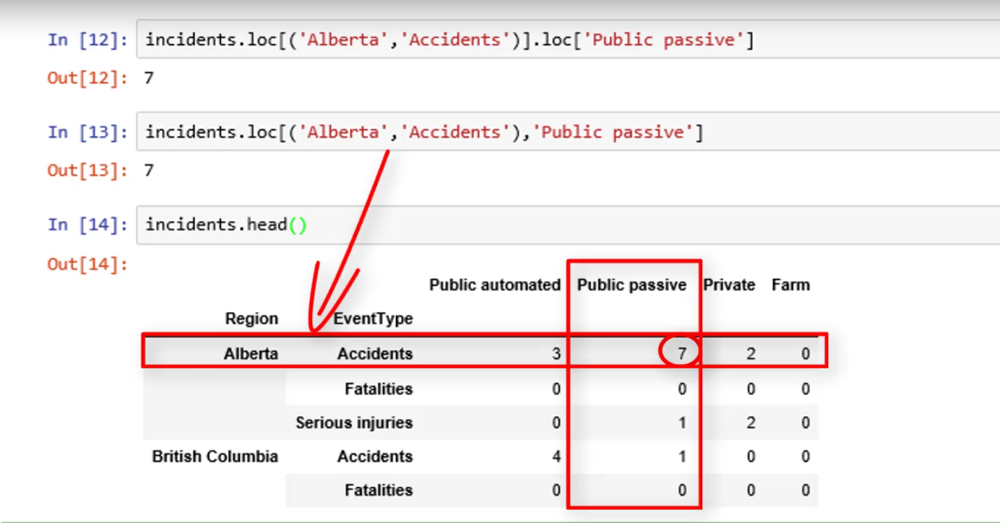 In [12]: incidents.loc[('Alberta','Accidents')].loc['Public passive']
Out[12]: 7
In [13]: incidents.loc[('Alberta','Accidents'),'Public passive']
Out[13]: 7
In [14]: incidents.head()
Out[14]:
Public automated Public passive Private Farm
Region EventType
Alberta Accidents 3 7 2 0
Fatalities 0 0 0 0
Serious injuries 0 1 2 0
British Columbia Accidents 4 1 0 0
Fatalities 0 0 0 0